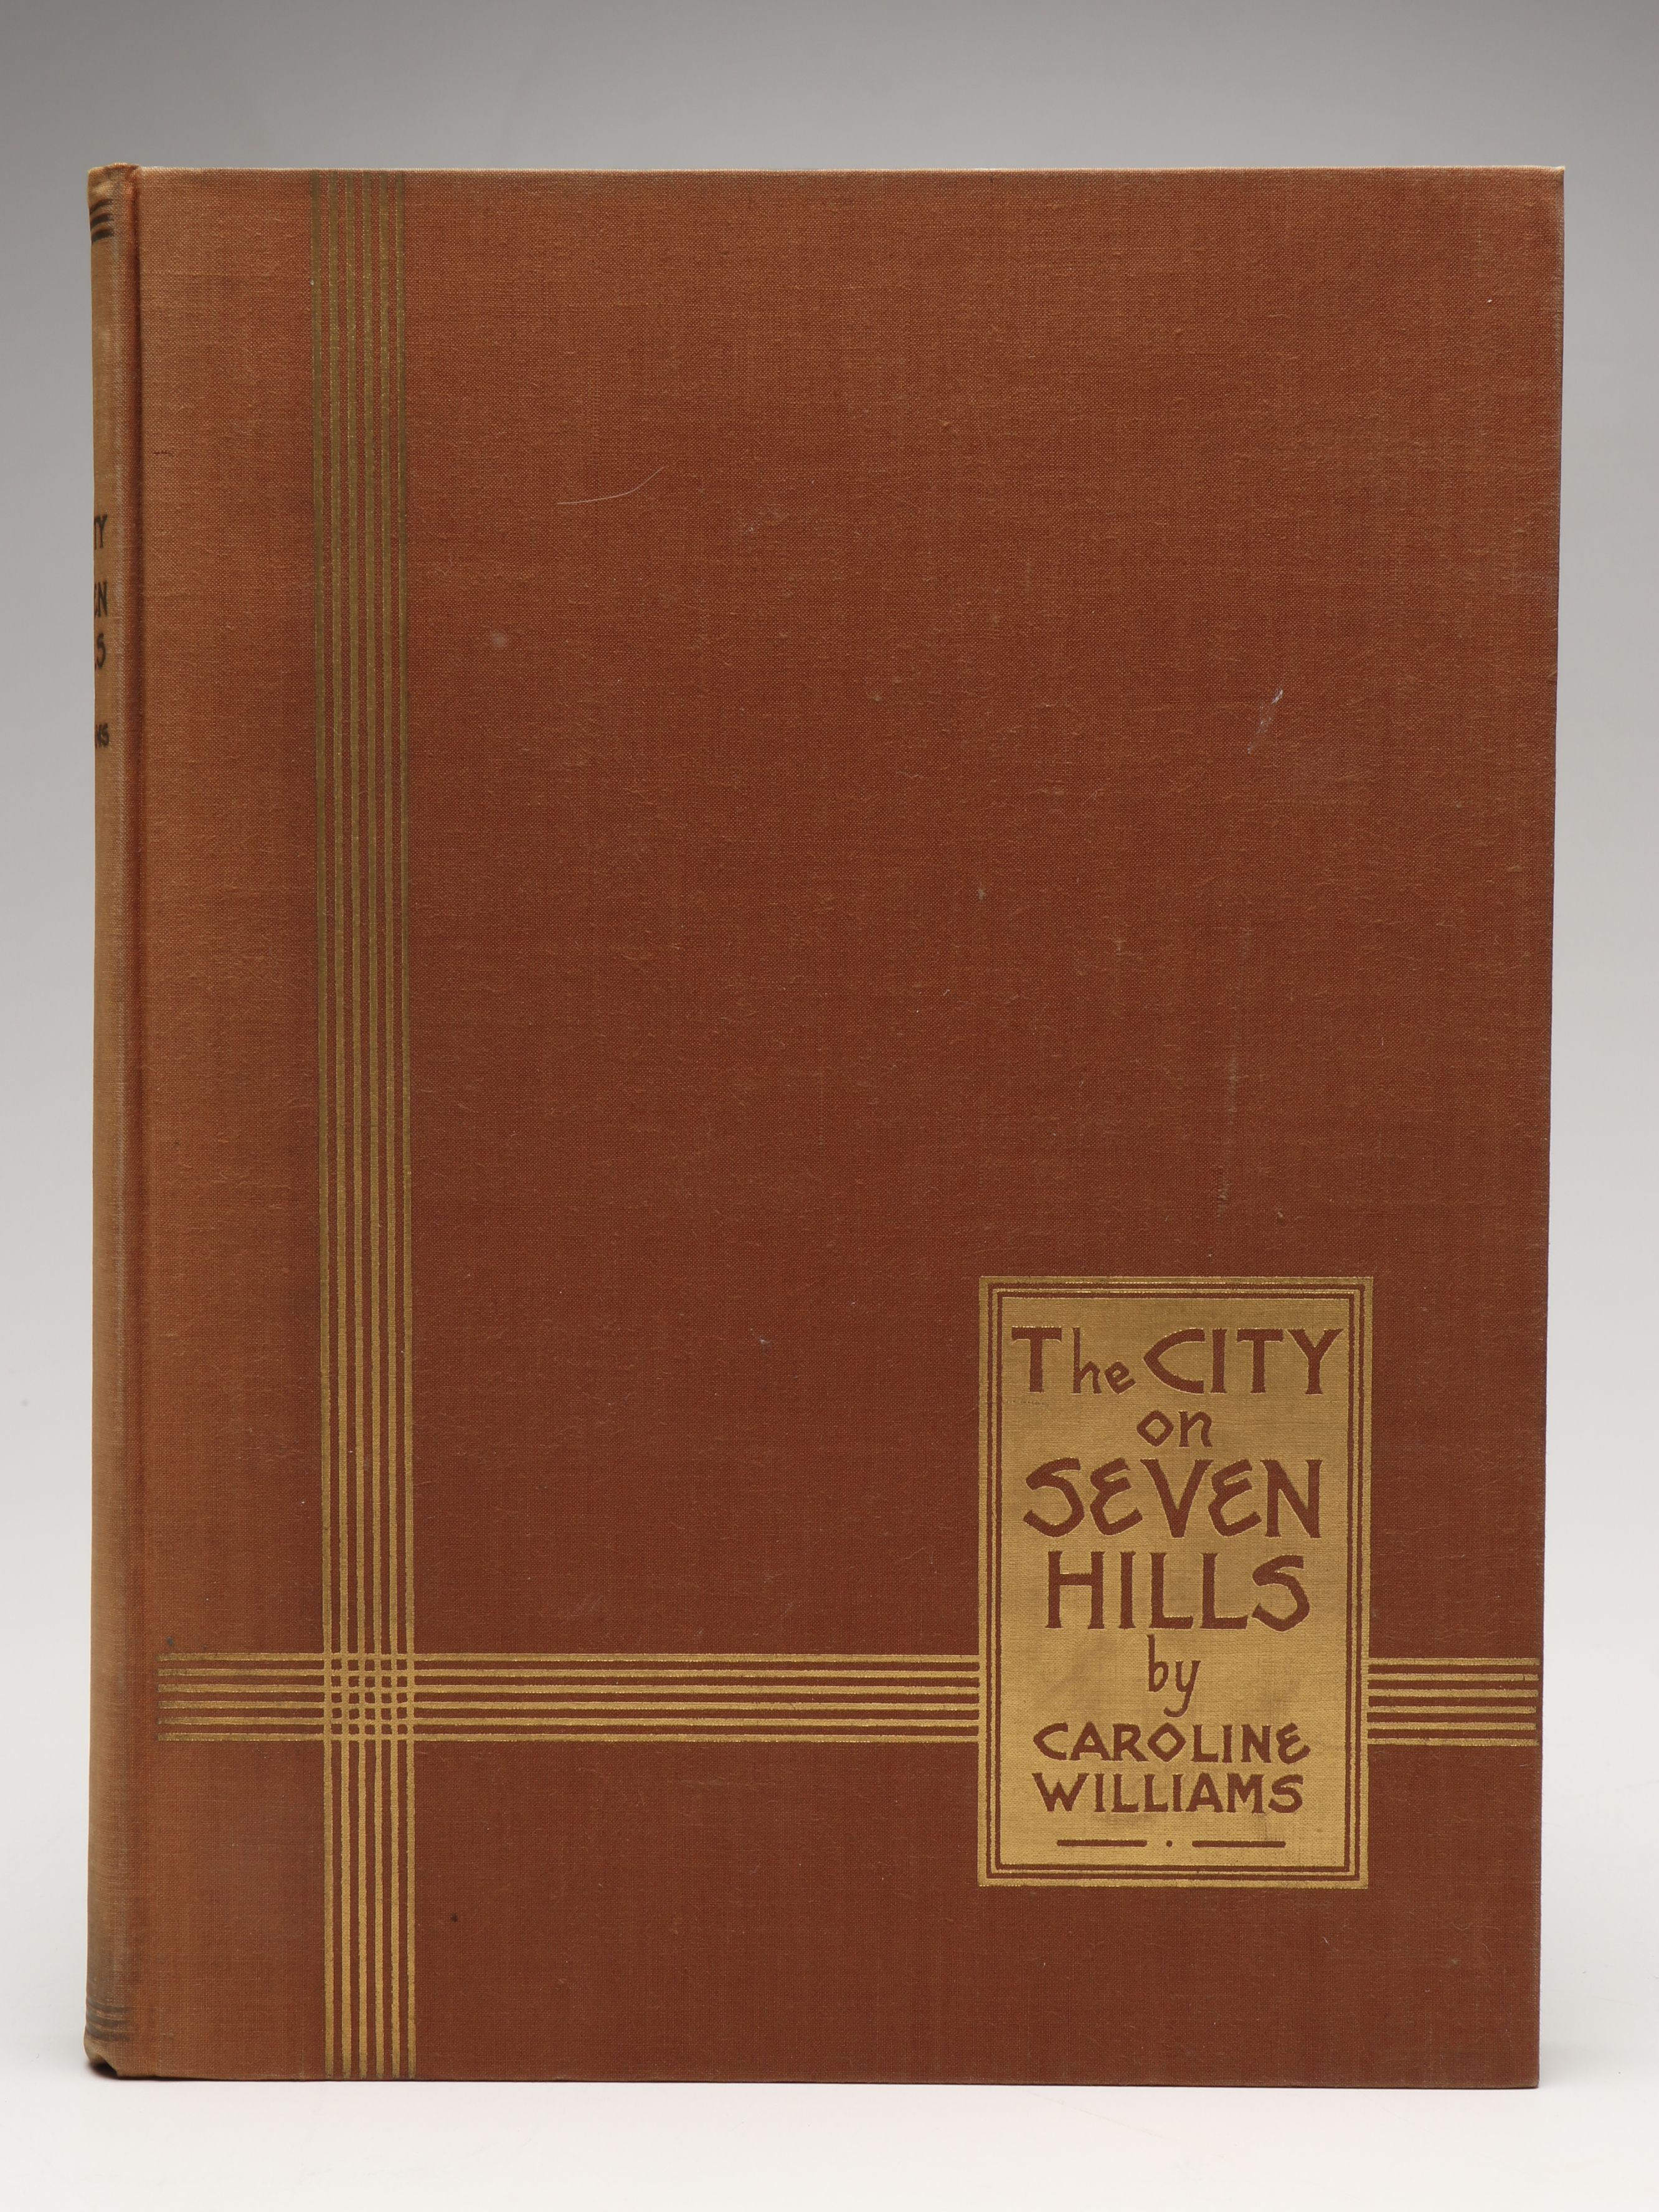 The CITY
on
SEVEN
HILLS
by
CAROLINE
WILLIAMS